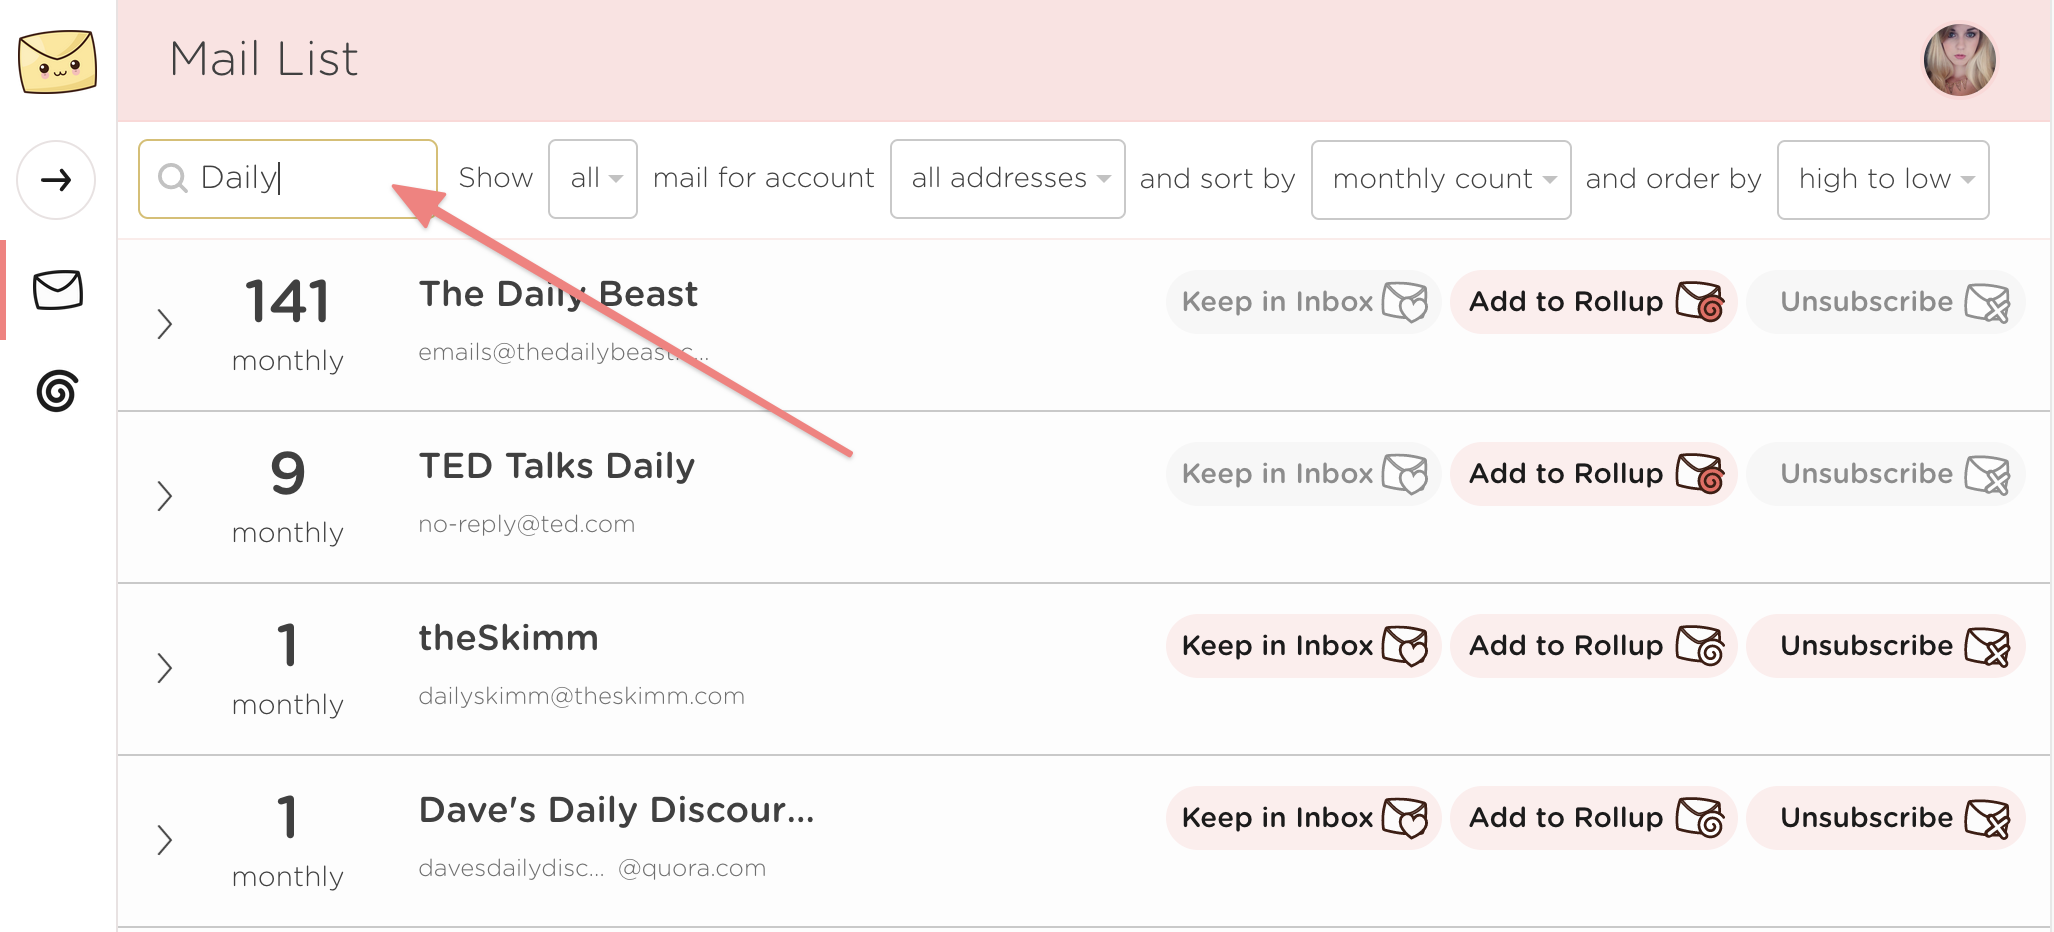 Mail List
Daily Show all mail for account all addresses and sort by monthly count and order by high to low
141 The Daily Beast Keep in Inbox Add to Rollup Unsubscribe
monthly emails@thedailybeast.c...
9 TED Talks Daily Keep in Inbox Add to Rollup Unsubscribe
monthly no-reply@ted.com
1 theSkimm Keep in Inbox Add to Rollup Unsubscribe
monthly dailyskimm@theskimm.com
1 Dave's Daily Discour... Keep in Inbox Add to Rollup Unsubscribe
monthly davesdailydisc... @quora.com